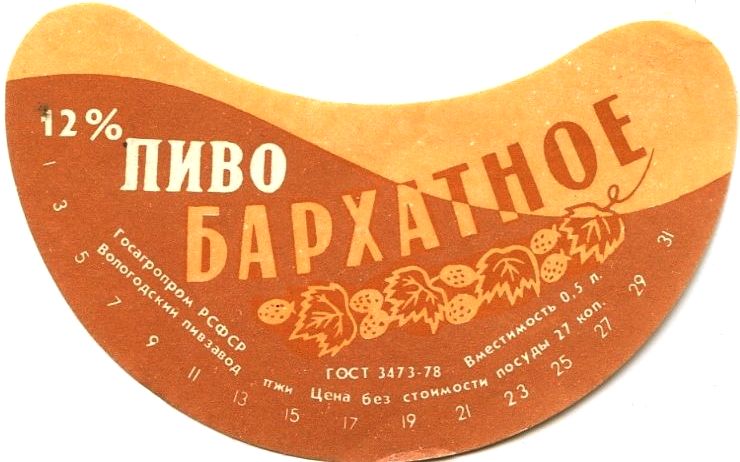 12%
ПИВО
БАРХАТНОЕ
Госагропром РСФСР
Вологодский пивзавод
ГОСТ 3473-78
Вместимость 0,5 л.
ПЖИ Цена без стоимости посуды 27 коп.
1 3 5 7 9 11 13 15 17 19 21 23 25 27 29 31